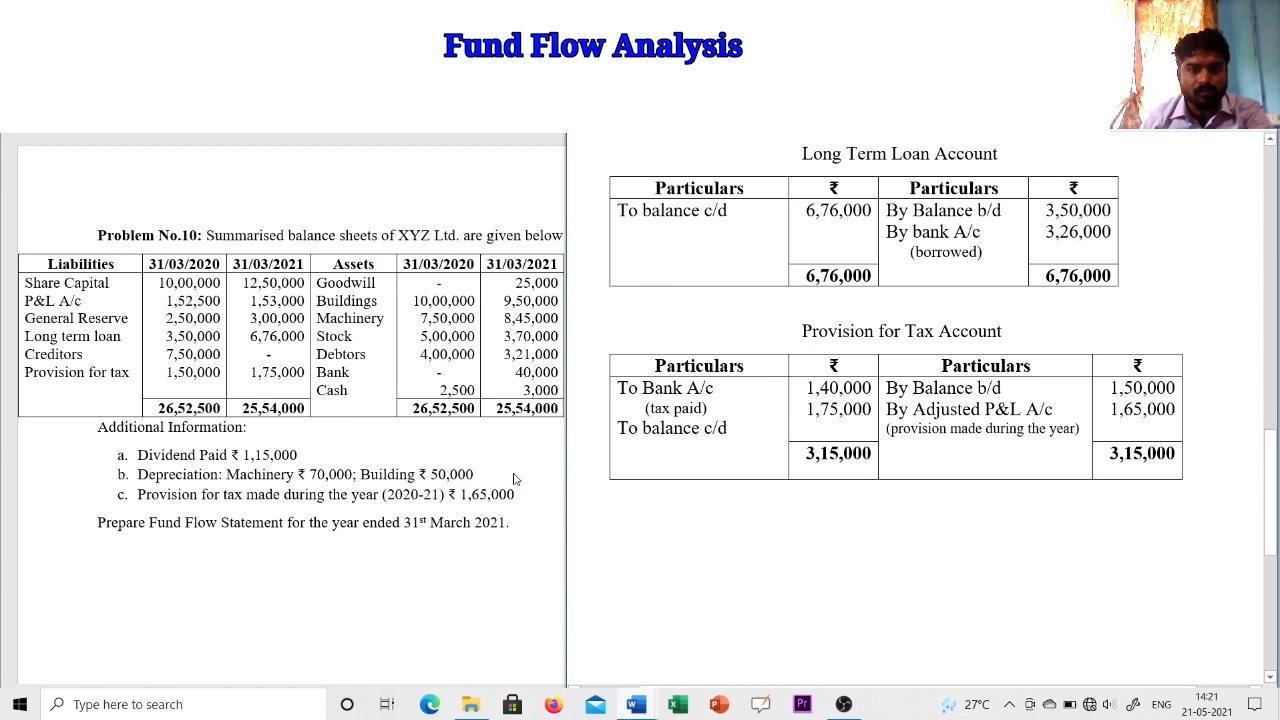 Fund Flow Analysis
Problem No.10: Summarised balance sheets of XYZ Ltd. are given below
Liabilities 31/03/2020 31/03/2021 Assets 31/03/2020 31/03/2021
Share Capital 10,00,000 12,50,000 Goodwill - 25,000
P&L A/c 1,52,500 1,53,000 Buildings 10,00,000 9,50,000
General Reserve 2,50,000 3,00,000 Machinery 7,50,000 8,45,000
Long term loan 3,50,000 6,76,000 Stock 5,00,000 3,70,000
Creditors 7,50,000 - Debtors 4,00,000 3,21,000
Provision for tax 1,50,000 1,75,000 Bank - 40,000
Cash 2,500 3,000
26,52,500 25,54,000 26,52,500 25,54,000
Additional Information:
a. Dividend Paid ₹ 1,15,000
b. Depreciation: Machinery ₹ 70,000; Building ₹ 50,000
c. Provision for tax made during the year (2020-21) ₹ 1,65,000
Prepare Fund Flow Statement for the year ended 31st March 2021.
Long Term Loan Account
Particulars ₹ Particulars ₹
To balance c/d 6,76,000 By Balance b/d 3,50,000
By bank A/c 3,26,000
(borrowed)
6,76,000 6,76,000
Provision for Tax Account
Particulars ₹ Particulars ₹
To Bank A/c 1,40,000 By Balance b/d 1,50,000
(tax paid) 1,75,000 By Adjusted P&L A/c 1,65,000
To balance c/d (provision made during the year)
3,15,000 3,15,000
Type here to search
27°C ENG 14:21
21-05-2021